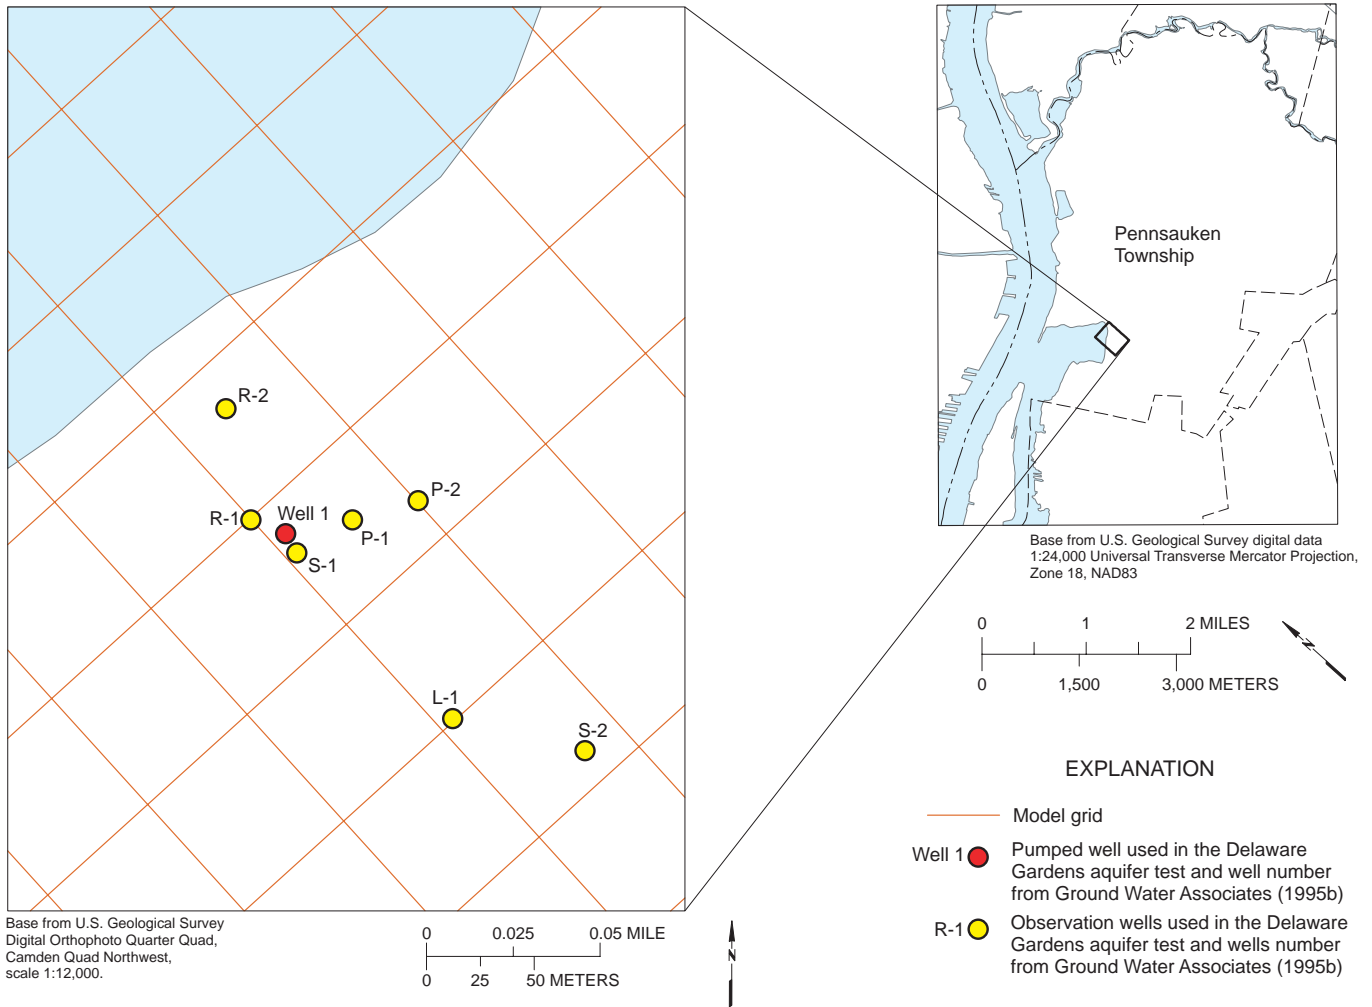 R-2
P-2
R-1
Well 1
P-1
S-1
L-1
S-2
Base from U.S. Geological Survey
Digital Orthophoto Quarter Quad,
Camden Quad Northwest,
scale 1:12,000.
0 0.025 0.05 MILE
0 25 50 METERS
N
Pennsauken
Township
Base from U.S. Geological Survey digital data
1:24,000 Universal Transverse Mercator Projection,
Zone 18, NAD83
0 1 2 MILES
0 1,500 3,000 METERS
N
EXPLANATION
Model grid
Well 1
Pumped well used in the Delaware
Gardens aquifer test and well number
from Ground Water Associates (1995b)
R-1
Observation wells used in the Delaware
Gardens aquifer test and wells number
from Ground Water Associates (1995b)